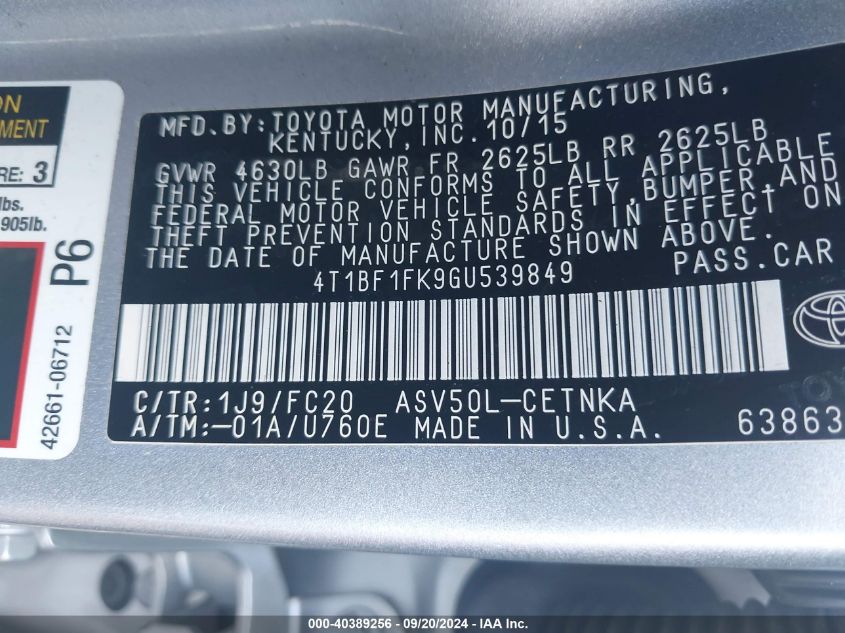 ON
MENT
RE: 3
lbs.
905lb.
P6
42661-06712
MFD. BY: TOYOTA MOTOR MANUFACTURING,
KENTUCKY, INC. 10/15
GVWR 4630LB GAWR FR 2625LB RR 2625LB
THIS VEHICLE CONFORMS TO ALL APPLICABLE
FEDERAL MOTOR VEHICLE SAFETY, BUMPER, AND
THEFT PREVENTION STANDARDS IN EFFECT ON
THE DATE OF MANUFACTURE SHOWN ABOVE.
4T1BF1FK9GU539849 PASS. CAR
C/TR: 1J9/FC20 ASV50L-CETNKA
A/TM: -01A/U760E MADE IN U.S.A. 63863
000-40389256 - 09/20/2024 - IAA Inc.